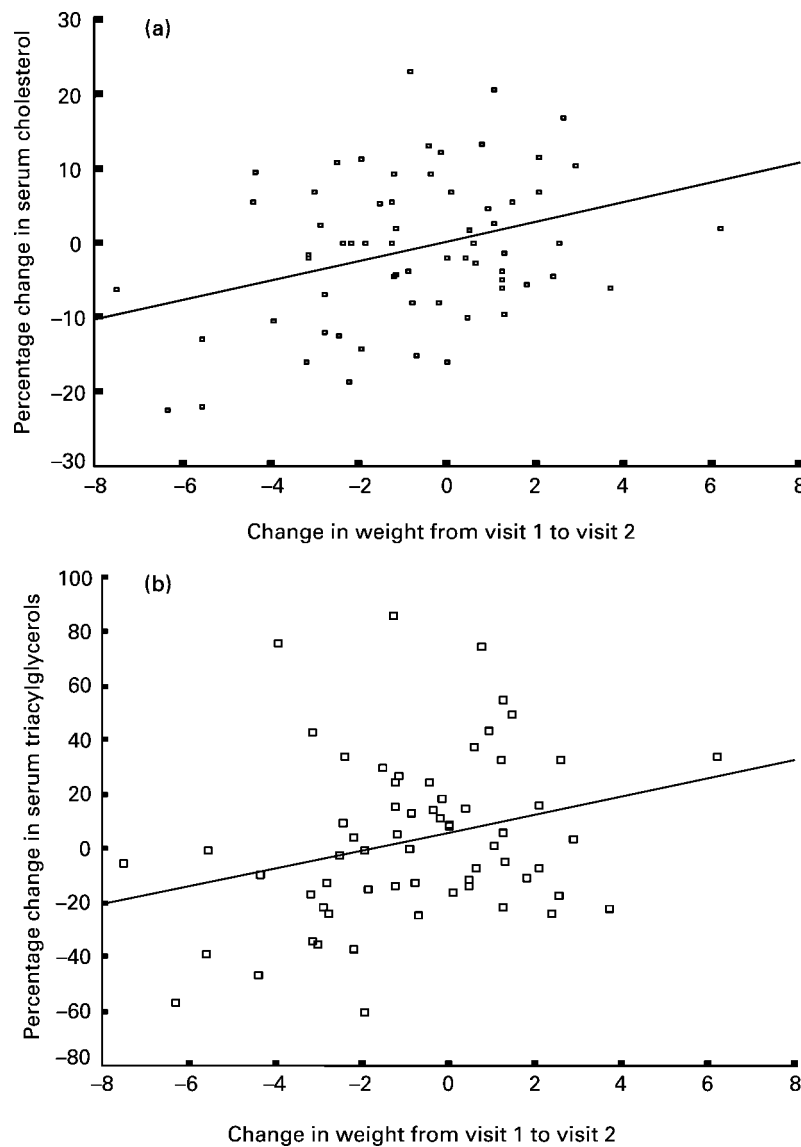 (a)
Percentage change in serum cholesterol
30
20
10
0
–10
–20
–30
–8 –6 –4 –2 0 2 4 6 8
Change in weight from visit 1 to visit 2
(b)
Percentage change in serum triacylglycerols
100
80
60
40
20
0
–20
–40
–60
–80
–8 –6 –4 –2 0 2 4 6 8
Change in weight from visit 1 to visit 2